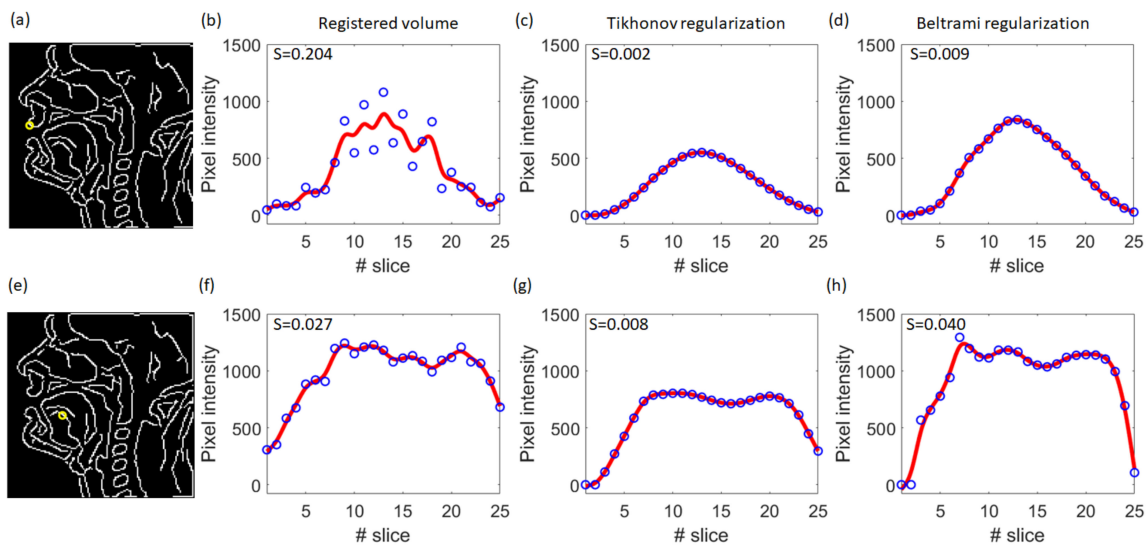 (a) (b) Registered volume (c) Tikhonov regularization (d) Beltrami regularization
S=0.204 S=0.002 S=0.009
1500 1500 1500
1000 1000 1000
500 500 500
0 0 0
Pixel intensity Pixel intensity Pixel intensity
5 10 15 20 25 5 10 15 20 25 5 10 15 20 25
# slice # slice # slice
(e) (f) (g) (h)
S=0.027 S=0.008 S=0.040
1500 1500 1500
1000 1000 1000
500 500 500
0 0 0
Pixel intensity Pixel intensity Pixel intensity
5 10 15 20 25 5 10 15 20 25 5 10 15 20 25
# slice # slice # slice